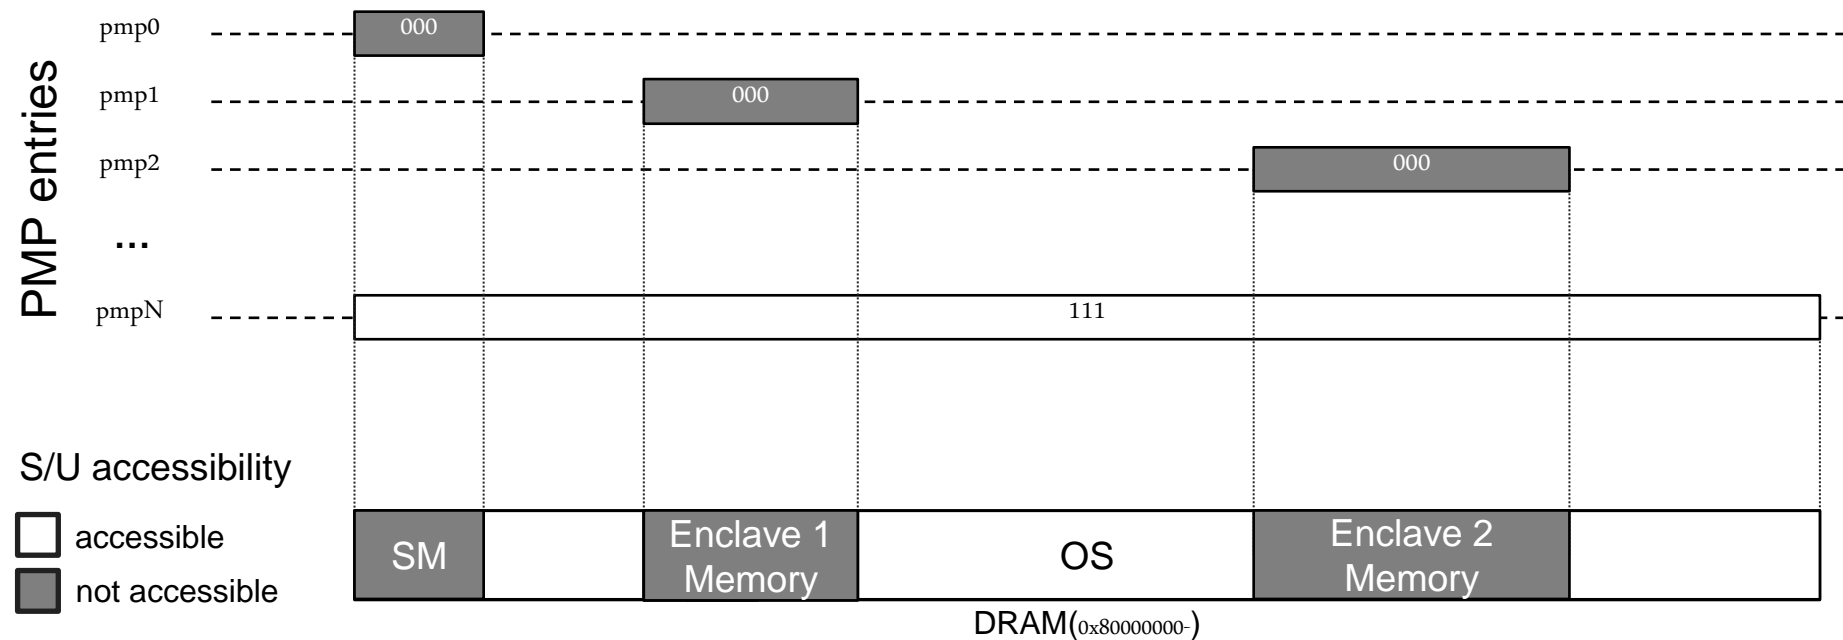 PMP entries
pmp0
000
pmp1
000
pmp2
000
...
pmpN
111
S/U accessibility
accessible
not accessible
SM
Enclave 1
Memory
OS
Enclave 2
Memory
DRAM(0x80000000-)